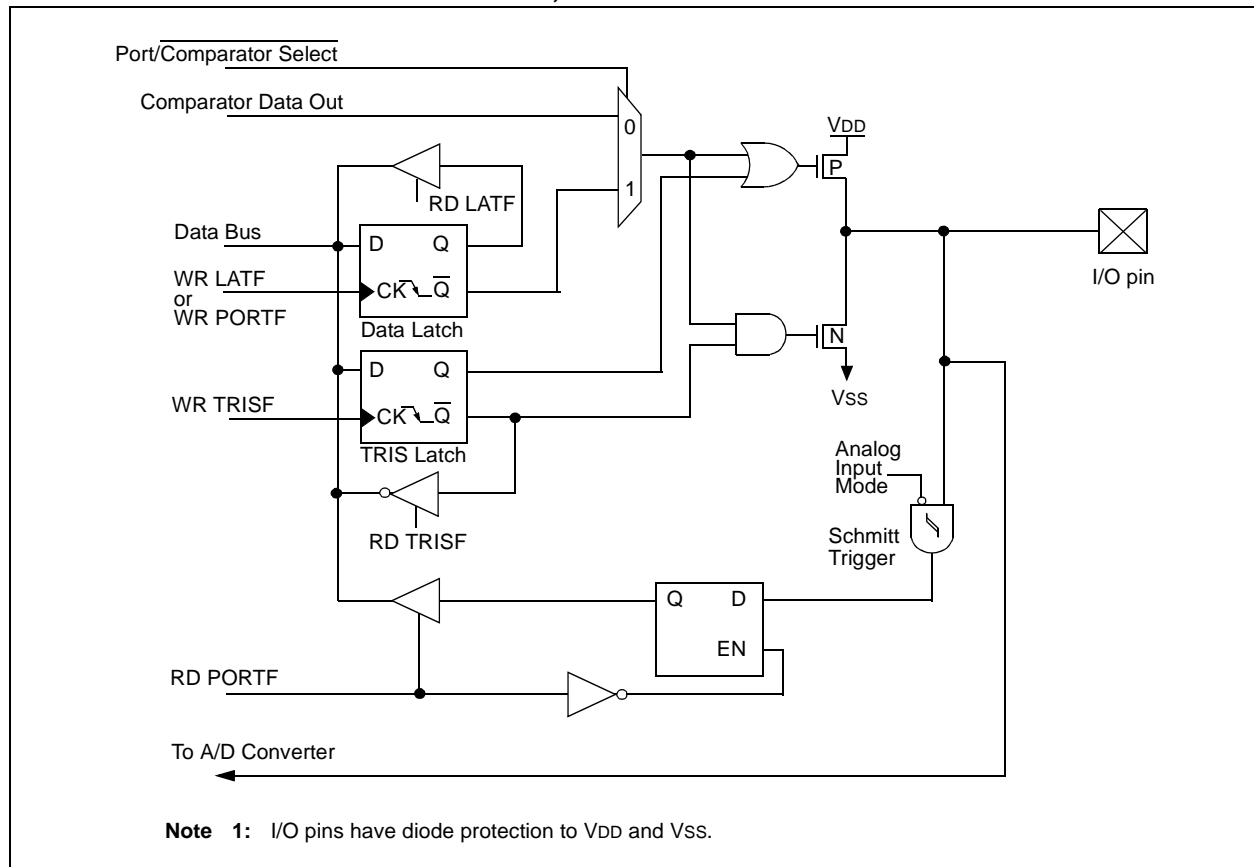 Port/Comparator Select
Comparator Data Out
0
1
VDD
P
RD LATF
Data Bus
D Q
WR LATF
or
WR PORTF
CK Q
Data Latch
I/O pin
N
VSS
D Q
WR TRISF
CK Q
TRIS Latch
RD TRISF
Analog
Input
Mode
Schmitt
Trigger
Q D
EN
RD PORTF
To A/D Converter
Note 1: I/O pins have diode protection to VDD and VSS.